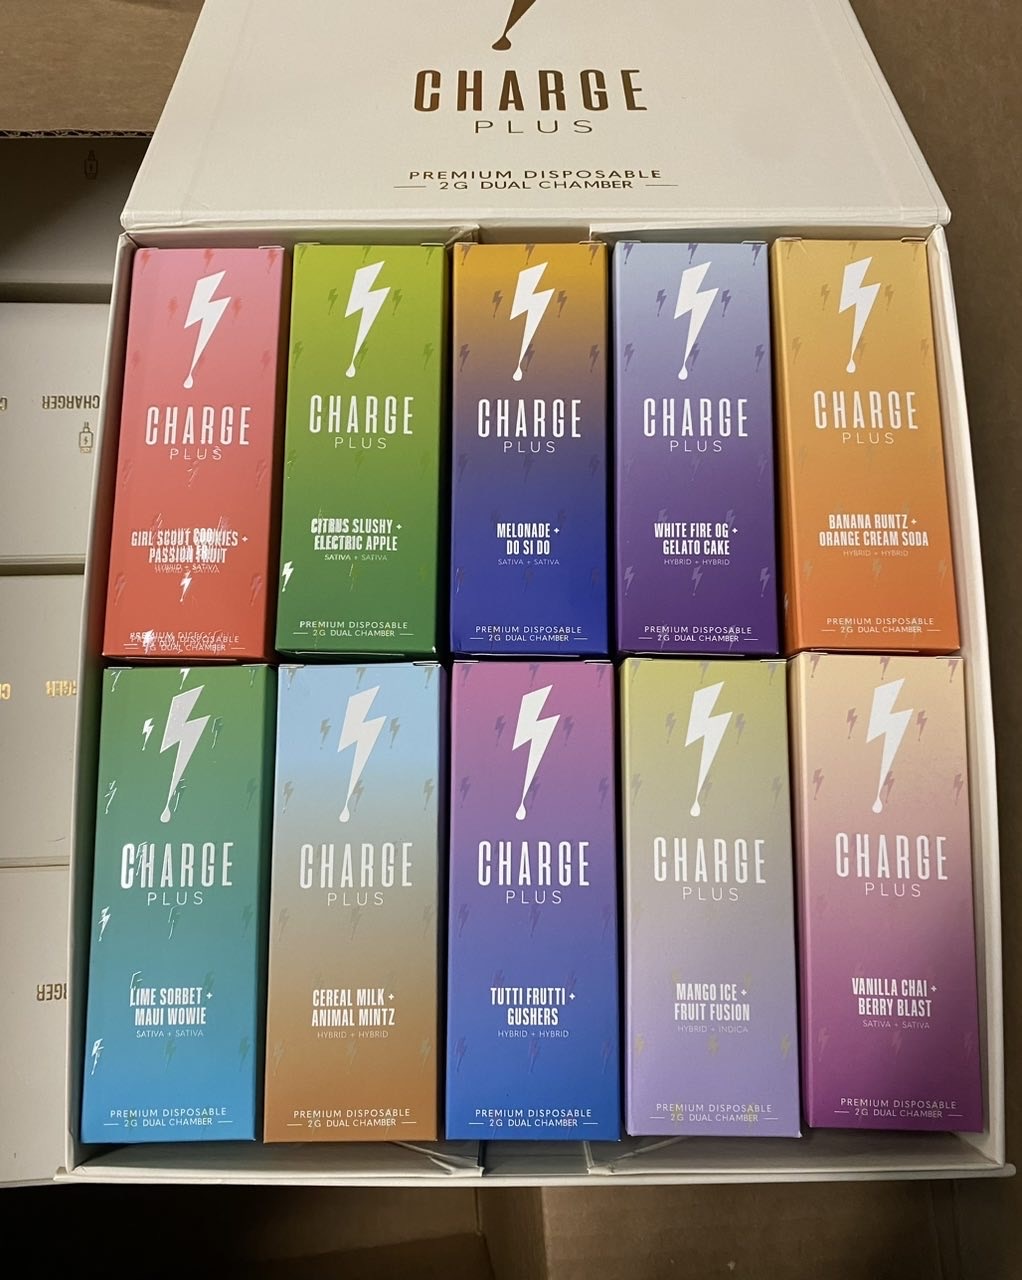 CHARGE
PLUS
PREMIUM DISPOSABLE
2G DUAL CHAMBER
CHARGER
CHARGE
PLUS
GIRL SCOUT COOKIES +
PASSION FRUIT
HYBRID + SATIVA
PREMIUM DISPOSABLE
2G DUAL CHAMBER
CHARGE
PLUS
CITRUS SLUSHY +
ELECTRIC APPLE
SATIVA + SATIVA
PREMIUM DISPOSABLE
2G DUAL CHAMBER
CHARGE
PLUS
MELONADE +
DO SI DO
SATIVA + SATIVA
PREMIUM DISPOSABLE
2G DUAL CHAMBER
CHARGE
PLUS
WHITE FIRE OG +
GELATO CAKE
HYBRID + HYBRID
PREMIUM DISPOSABLE
2G DUAL CHAMBER
CHARGE
PLUS
BANANA RUNTZ +
ORANGE CREAM SODA
HYBRID + HYBRID
PREMIUM DISPOSABLE
2G DUAL CHAMBER
CHARGE
PLUS
LIME SORBET +
MAUI WOWIE
SATIVA + SATIVA
PREMIUM DISPOSABLE
2G DUAL CHAMBER
CHARGE
PLUS
CEREAL MILK +
ANIMAL MINTZ
HYBRID + HYBRID
PREMIUM DISPOSABLE
2G DUAL CHAMBER
CHARGE
PLUS
TUTTI FRUTTI +
GUSHERS
HYBRID + HYBRID
PREMIUM DISPOSABLE
2G DUAL CHAMBER
CHARGE
PLUS
MANGO ICE +
FRUIT FUSION
HYBRID + INDICA
PREMIUM DISPOSABLE
2G DUAL CHAMBER
CHARGE
PLUS
VANILLA CHAI +
BERRY BLAST
SATIVA + SATIVA
PREMIUM DISPOSABLE
2G DUAL CHAMBER